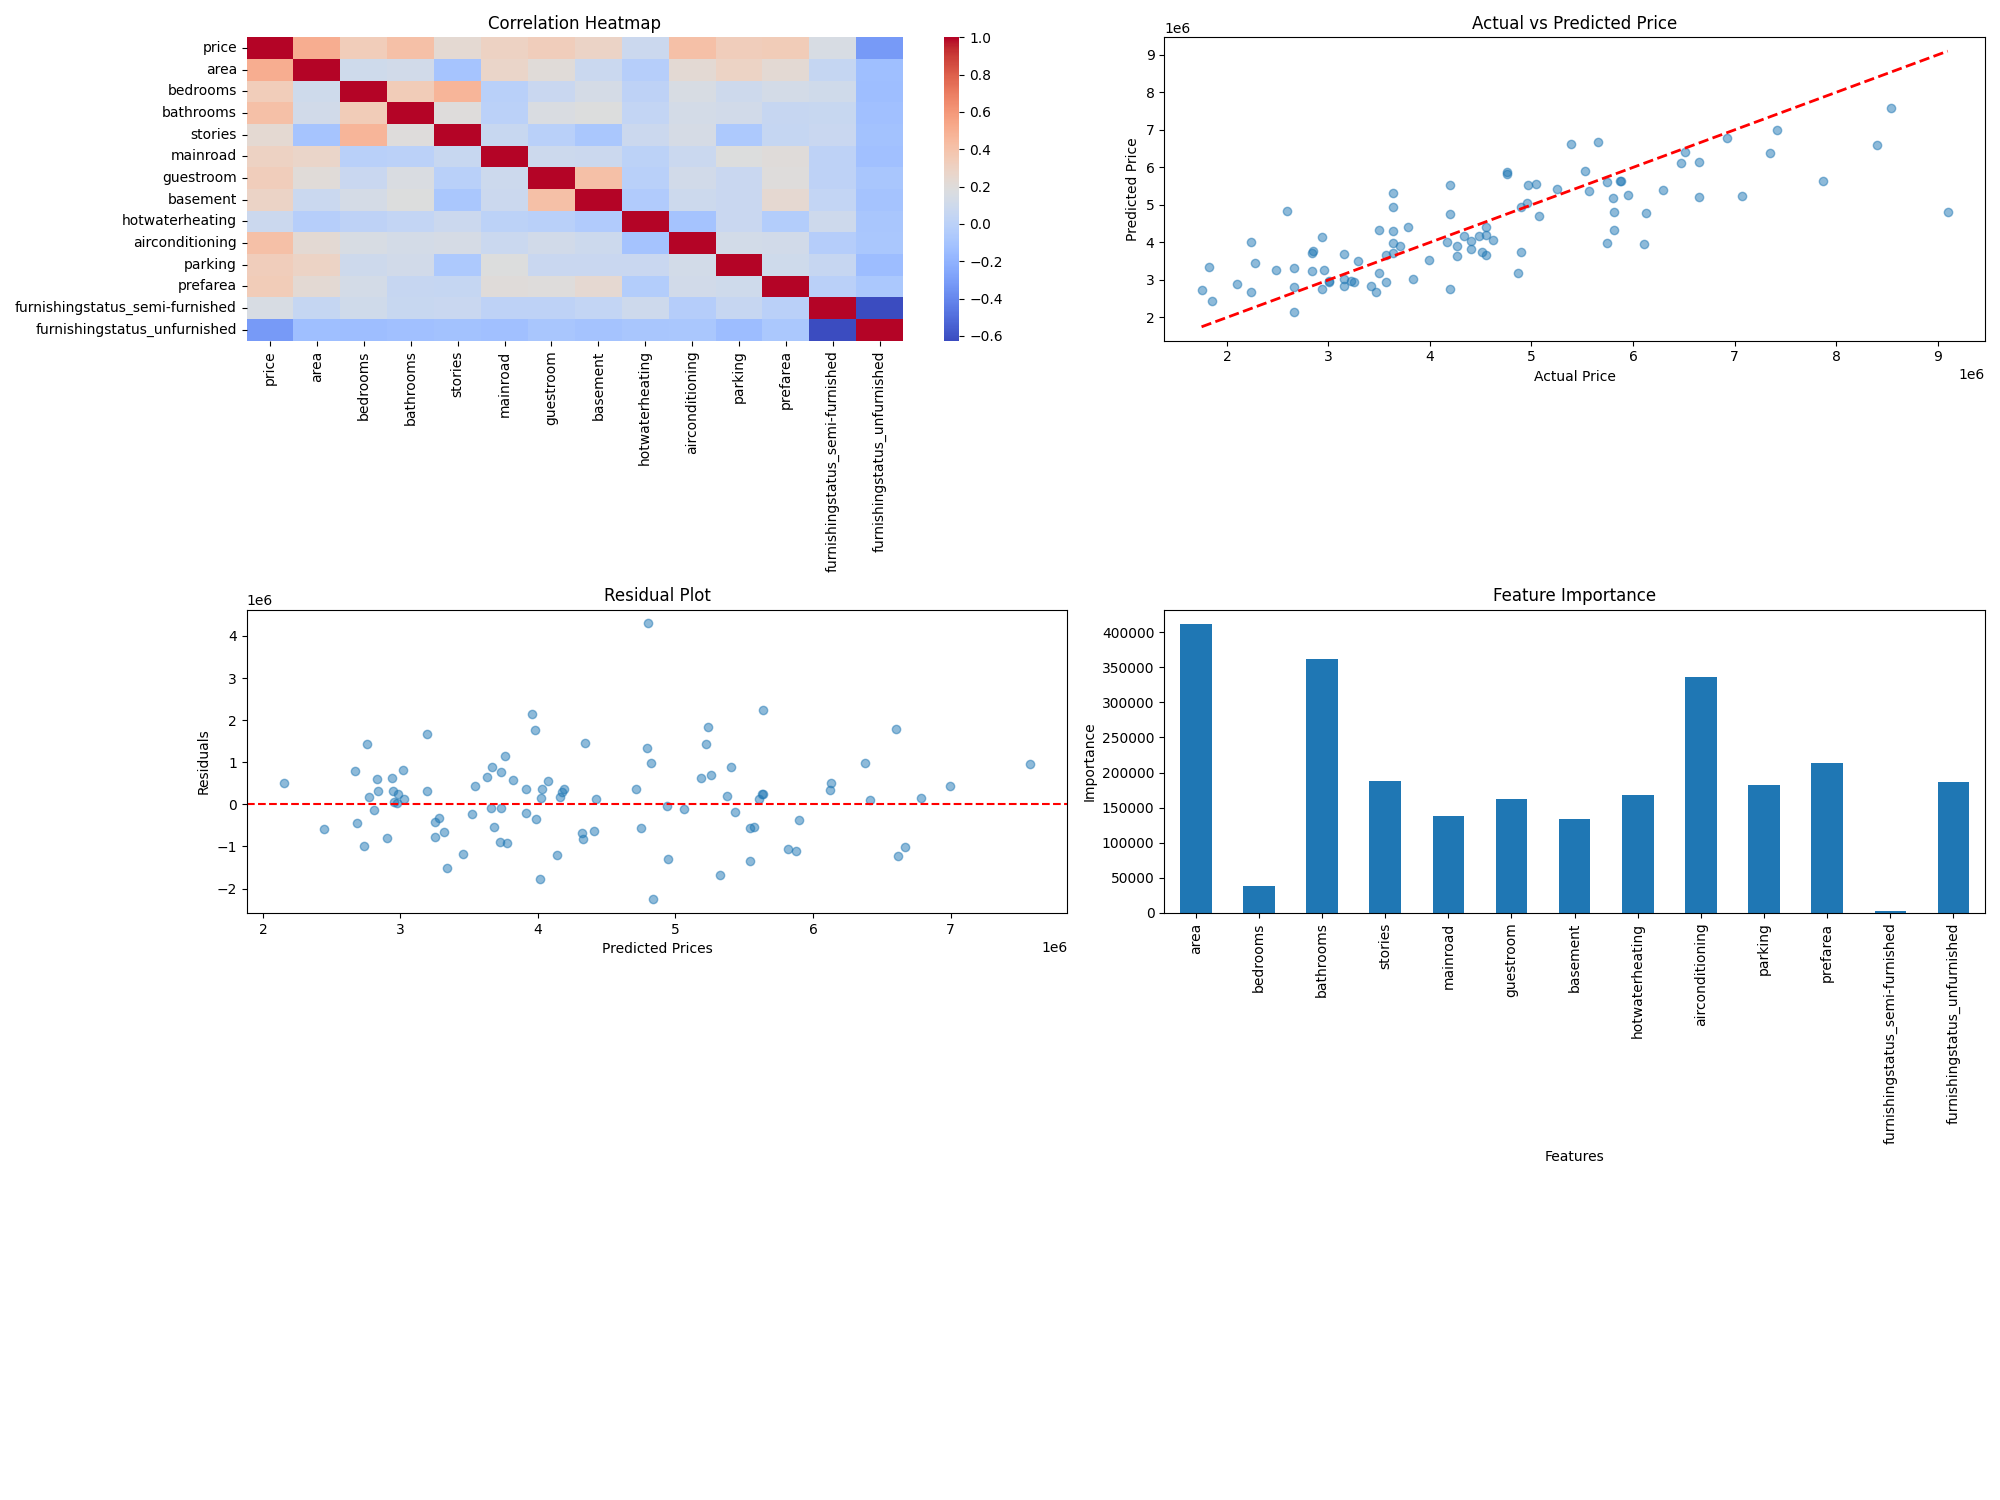 Correlation Heatmap
price
area
bedrooms
bathrooms
stories
mainroad
guestroom
basement
hotwaterheating
airconditioning
parking
prefarea
furnishingstatus_semi-furnished
furnishingstatus_unfurnished
price
area
bedrooms
bathrooms
stories
mainroad
guestroom
basement
hotwaterheating
airconditioning
parking
prefarea
furnishingstatus_semi-furnished
furnishingstatus_unfurnished
1.0
0.8
0.6
0.4
0.2
0.0
−0.2
−0.4
−0.6
Actual vs Predicted Price
1e6
9
8
7
6
5
4
3
2
Predicted Price
2 3 4 5 6 7 8 9
1e6
Actual Price
Residual Plot
1e6
4
3
2
1
0
−1
−2
Residuals
2 3 4 5 6 7
1e6
Predicted Prices
Feature Importance
400000
350000
300000
250000
200000
150000
100000
50000
0
Importance
area
bedrooms
bathrooms
stories
mainroad
guestroom
basement
hotwaterheating
airconditioning
parking
prefarea
furnishingstatus_semi-furnished
furnishingstatus_unfurnished
Features